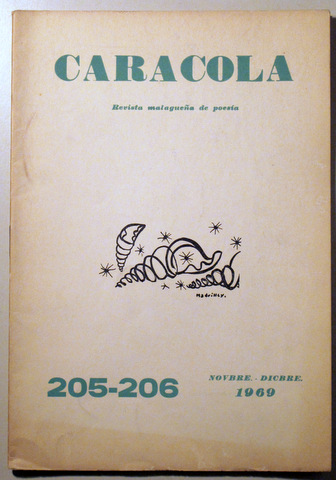 CARACOLA
Revista malagueña de poesía
205-206
NOVBRE. - DICBRE.
1969